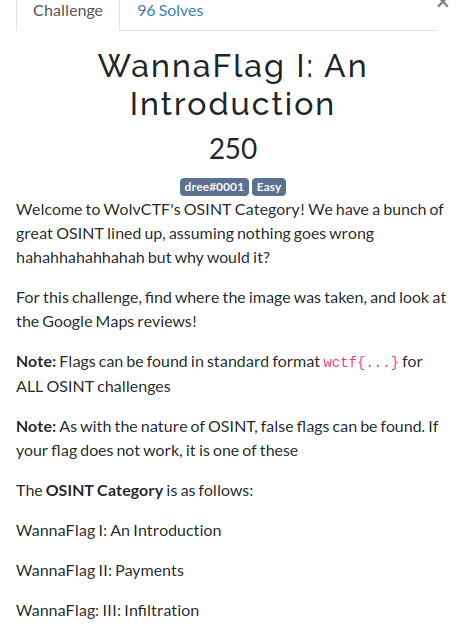 Challenge 96 Solves ×
WannaFlag I: An
Introduction
250
dree#0001 Easy
Welcome to WolvCTF's OSINT Category! We have a bunch of
great OSINT lined up, assuming nothing goes wrong
hahahhahahhahah but why would it?
For this challenge, find where the image was taken, and look at
the Google Maps reviews!
Note: Flags can be found in standard format wctf{...} for
ALL OSINT challenges
Note: As with the nature of OSINT, false flags can be found. If
your flag does not work, it is one of these
The OSINT Category is as follows:
WannaFlag I: An Introduction
WannaFlag II: Payments
WannaFlag: III: Infiltration